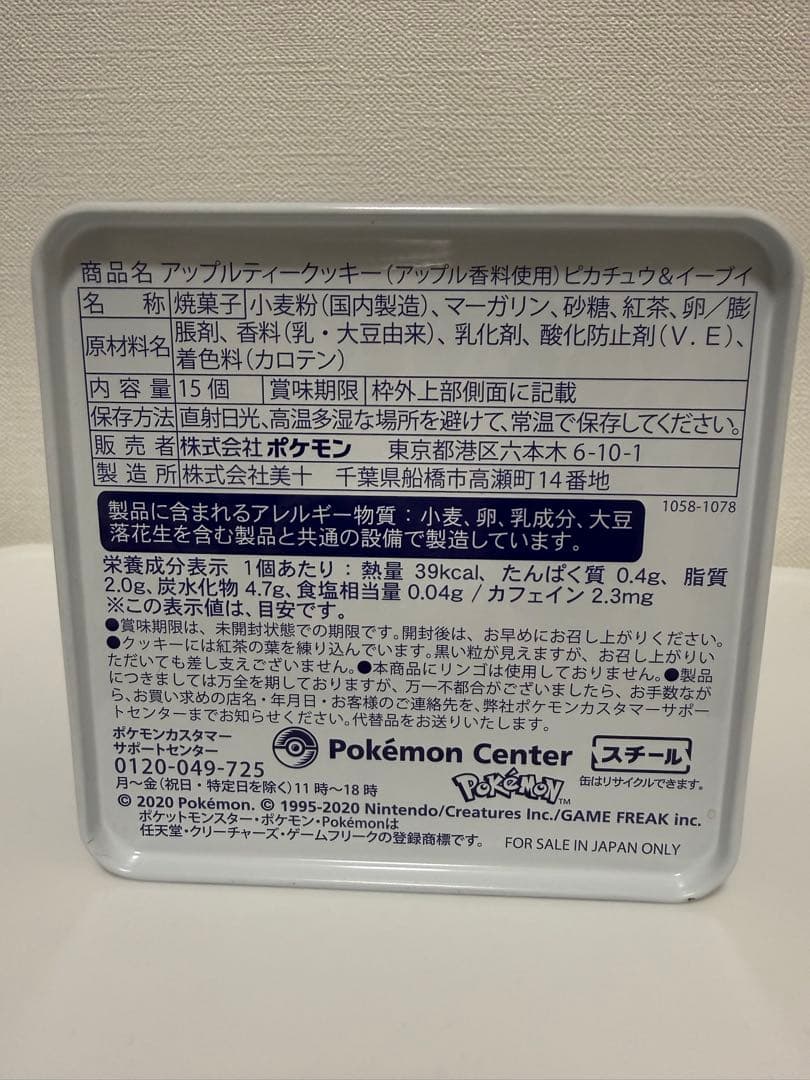 商品名 アップルティークッキー(アップル香料使用)ピカチュウ&イーブイ
名称 焼菓子 小麦粉(国内製造)、マーガリン、砂糖、紅茶、卵/膨
原材料名 脹剤、香料(乳・大豆由来)、乳化剤、酸化防止剤(V.E)、
着色料(カロテン)
内容量 15個 賞味期限 枠外上部側面に記載
保存方法 直射日光、高温多湿な場所を避けて、常温で保存してください。
販売者 株式会社ポケモン 東京都港区六本木6-10-1
製造所 株式会社美十 千葉県船橋市高瀬町14番地
1058-1078
製品に含まれるアレルギー物質:小麦、卵、乳成分、大豆
落花生を含む製品と共通の設備で製造しています。
栄養成分表示 1個あたり:熱量 39kcal、たんぱく質 0.4g、脂質
2.0g、炭水化物 4.7g、食塩相当量 0.04g / カフェイン 2.3mg
※この表示値は、目安です。
●賞味期限は、未開封状態での期限です。開封後は、お早めにお召し上がりください。
●クッキーには紅茶の葉を練り込んでいます。黒い粒が見えますが、お召し上がりい
ただいても差し支えございません。●本商品にリンゴは使用しておりません。●製品
につきましては万全を期しておりますが、万一不都合がございましたら、お手数なが
ら、お買い求めの店名・年月日・お客様のご連絡先を、弊社ポケモンカスタマーサポー
トセンターまでお知らせください。代替品をお送りいたします。
ポケモンカスタマー
サポートセンター
0120-049-725
月~金(祝日・特定日を除く)11時~18時
Pokémon Center
スチール
缶はリサイクルできます。
POKéMON™
© 2020 Pokémon. © 1995-2020 Nintendo/Creatures Inc./GAME FREAK inc.
ポケットモンスター・ポケモン・Pokémonは
任天堂・クリーチャーズ・ゲームフリークの登録商標です。
FOR SALE IN JAPAN ONLY